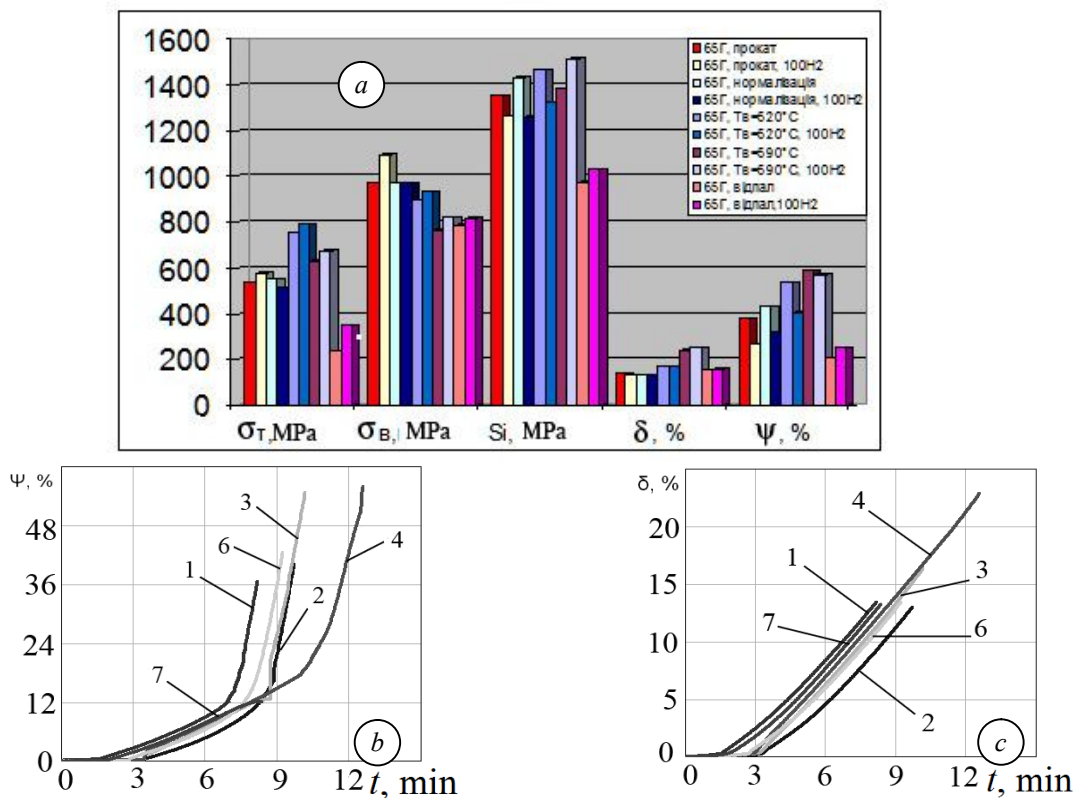 1600
1400
1200
1000
800
600
400
200
0
a
65Г, прокат
65Г, прокат, 100Н2
65Г, нормалізація
65Г, нормалізація, 100Н2
65Г, Тв=520°С
65Г, Тв=520°С, 100Н2
65Г, Тв=590°С
65Г, Тв=590°С, 100Н2
65Г, відпал
65Г, відпал,100Н2
σт,MPa σв, MPa Si, MPa δ, % ψ, %
Ψ, %
48
36
24
12
0
1
2
3
4
6
7
b
0 3 6 9 12 t, min
δ, %
20
15
10
5
0
1
2
3
4
6
7
c
0 3 6 9 12 t, min